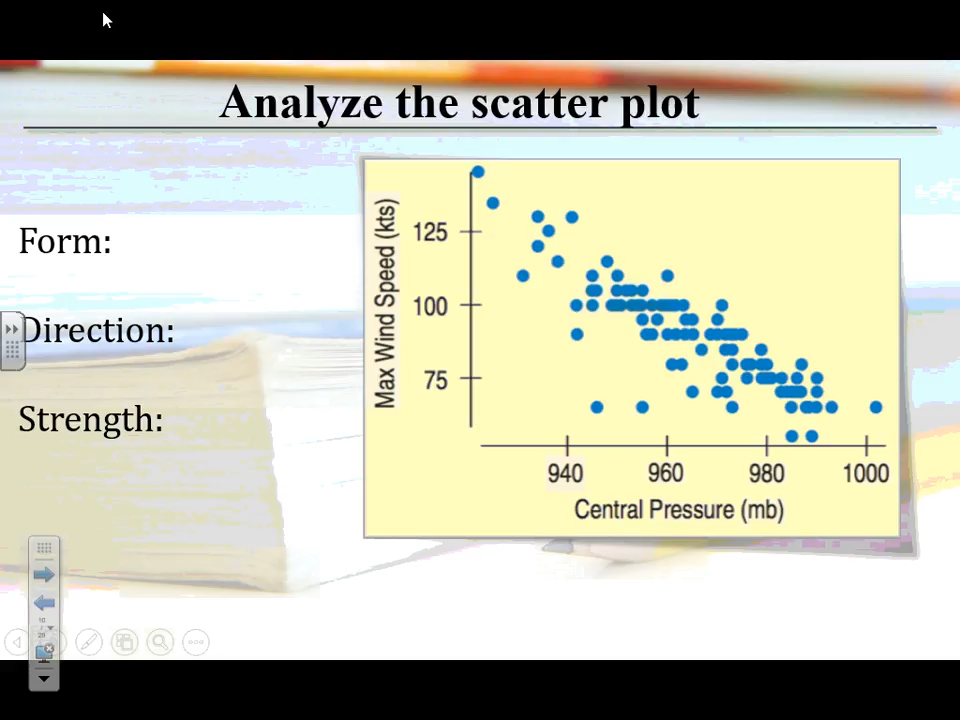 Analyze the scatter plot
Form:
Direction:
Strength:
Max Wind Speed (kts)
125
100
75
940 960 980 1000
Central Pressure (mb)